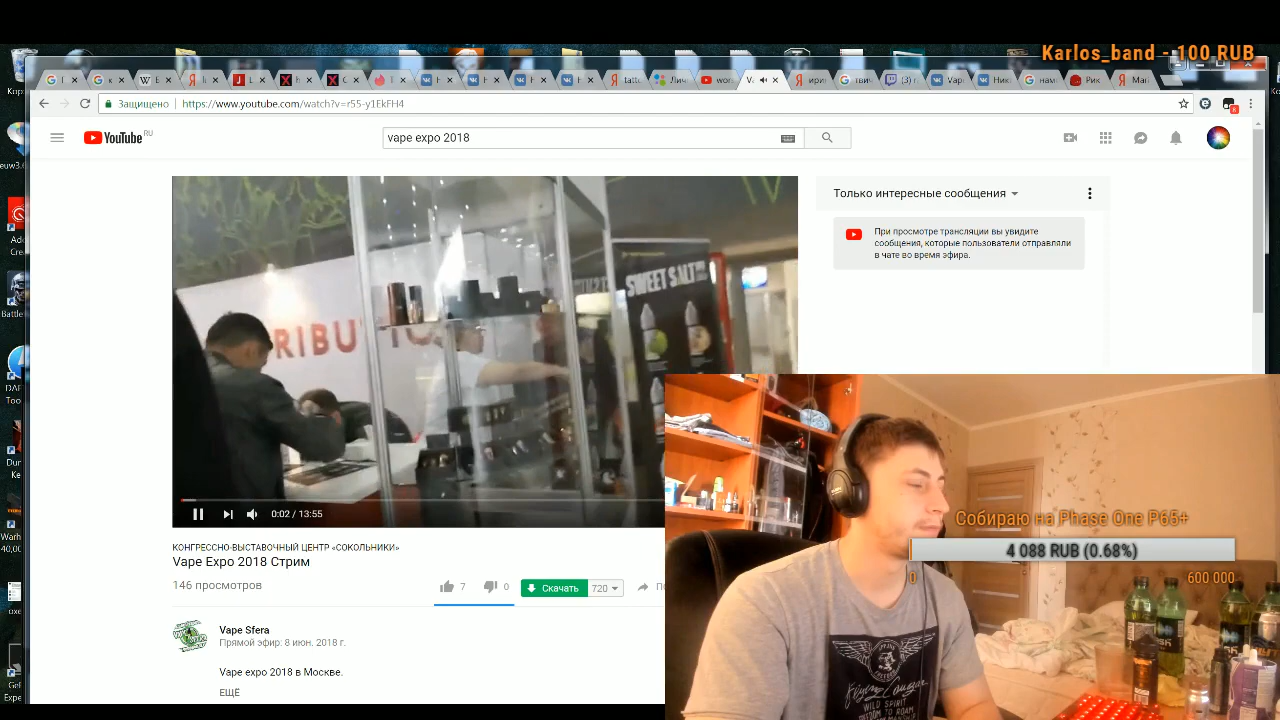 Karlos_band - 100 RUB
Защищено
https://www.youtube.com/watch?v=r55-y1EkFH4
YouTube RU
vape expo 2018
Только интересные сообщения
При просмотре трансляции вы увидите
сообщения, которые пользователи отправляли
в чате во время эфира.
RIBUTIO
SWEET SALT
0:02 / 13:55
КОНГРЕССНО-ВЫСТАВОЧНЫЙ ЦЕНТР «СОКОЛЬНИКИ»
Vape Expo 2018 Стрим
146 просмотров
7
0
Скачать
720
Vape Sfera
Прямой эфир: 8 июн. 2018 г.
Vape expo 2018 в Москве.
ЕЩЁ
Собираю на Phase One P65+
4 088 RUB (0.68%)
0
600 000
WILD SPIRIT